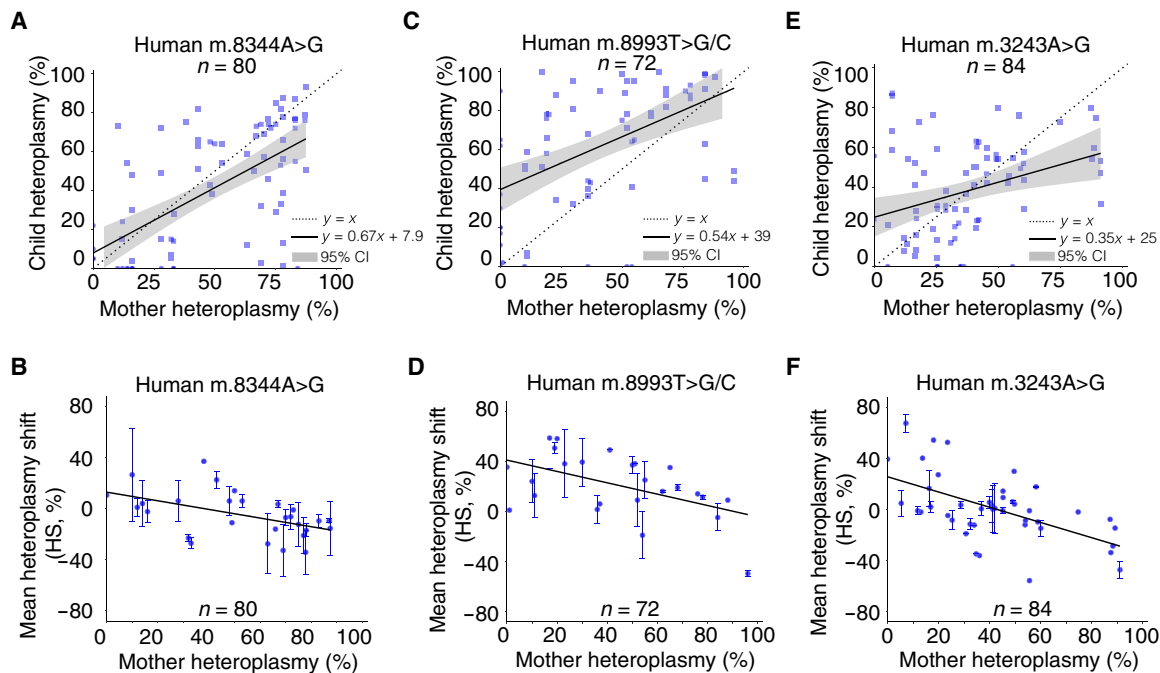 A
Human m.8344A>G
n = 80
Child heteroplasmy (%)
100
80
60
40
20
0
y = x
y = 0.67x + 7.9
95% CI
0 25 50 75 100
Mother heteroplasmy (%)
C
Human m.8993T>G/C
n = 72
Child heteroplasmy (%)
100
80
60
40
20
0
y = x
y = 0.54x + 39
95% CI
0 25 50 75 100
Mother heteroplasmy (%)
E
Human m.3243A>G
n = 84
Child heteroplasmy (%)
100
80
60
40
20
0
y = x
y = 0.35x + 25
95% CI
0 25 50 75 100
Mother heteroplasmy (%)
B
Human m.8344A>G
Mean heteroplasmy shift
(HS, %)
80
40
0
−40
−80
n = 80
0 20 40 60 80 100
Mother heteroplasmy (%)
D
Human m.8993T>G/C
Mean heteroplasmy shift
(HS, %)
80
40
0
−40
−80
n = 72
0 20 40 60 80 100
Mother heteroplasmy (%)
F
Human m.3243A>G
Mean heteroplasmy shift
(HS, %)
80
40
0
−40
−80
n = 84
0 20 40 60 80 100
Mother heteroplasmy (%)